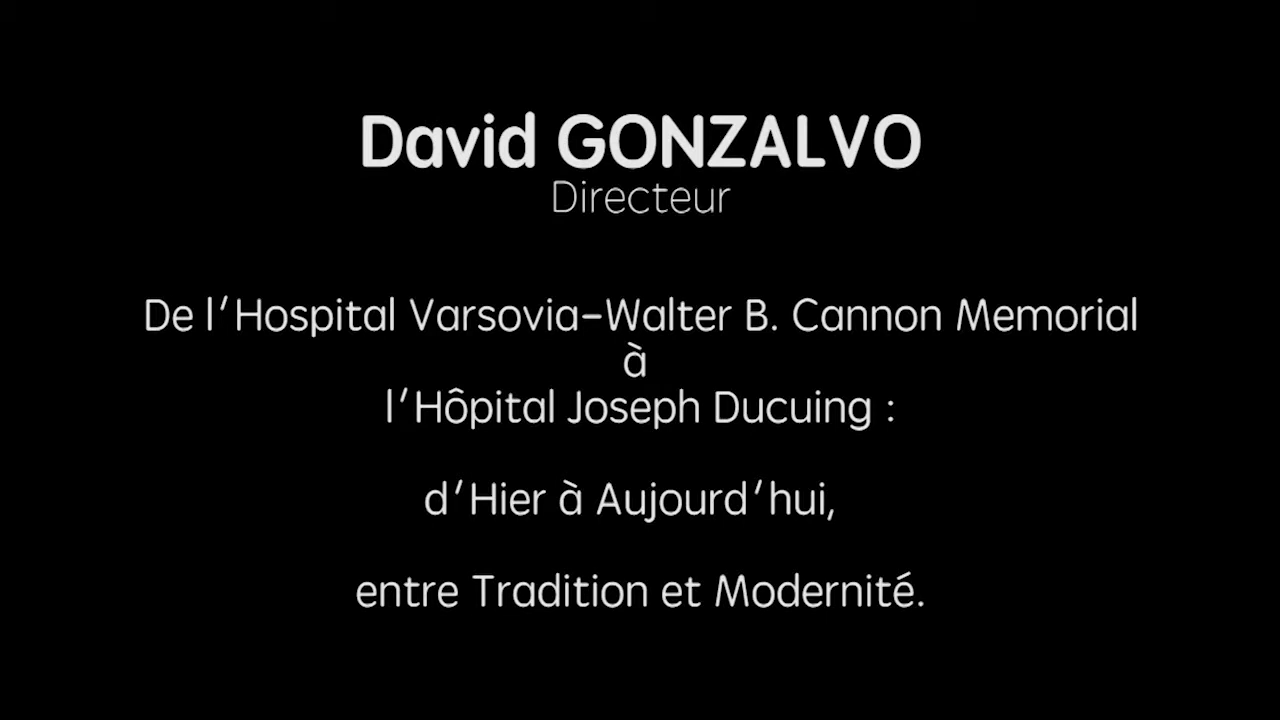 David GONZALVO
Directeur
De l'Hospital Varsovia-Walter B. Cannon Memorial
à
l'Hôpital Joseph Ducuing :
d'Hier à Aujourd'hui,
entre Tradition et Modernité.